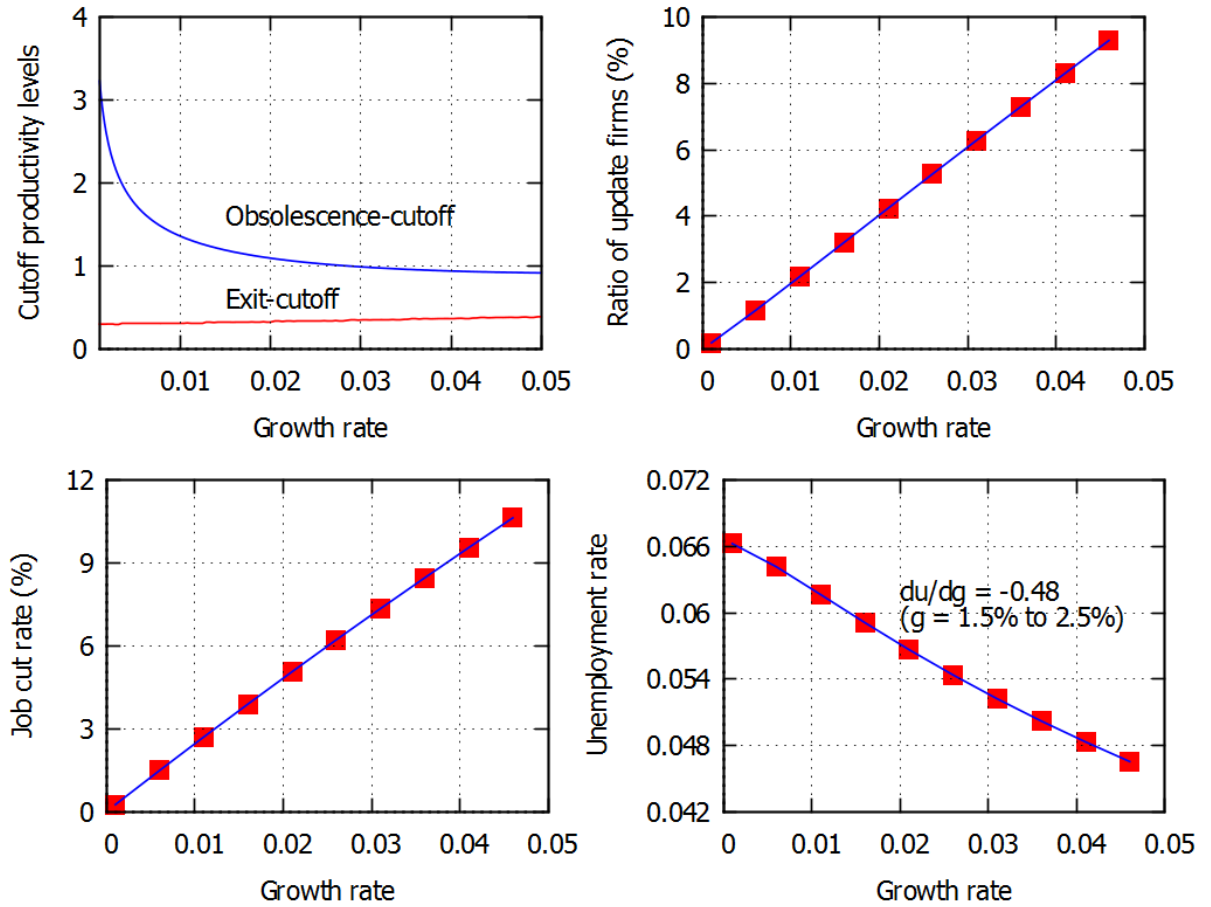 Cutoff productivity levels
4
3
2
1
0
Obsolescence-cutoff
Exit-cutoff
0.01 0.02 0.03 0.04 0.05
Growth rate
Ratio of update firms (%)
10
8
6
4
2
0
0 0.01 0.02 0.03 0.04 0.05
Growth rate
Job cut rate (%)
12
9
6
3
0
0 0.01 0.02 0.03 0.04 0.05
Growth rate
Unemployment rate
0.072
0.066
0.06
0.054
0.048
0.042
du/dg = -0.48
(g = 1.5% to 2.5%)
0 0.01 0.02 0.03 0.04 0.05
Growth rate